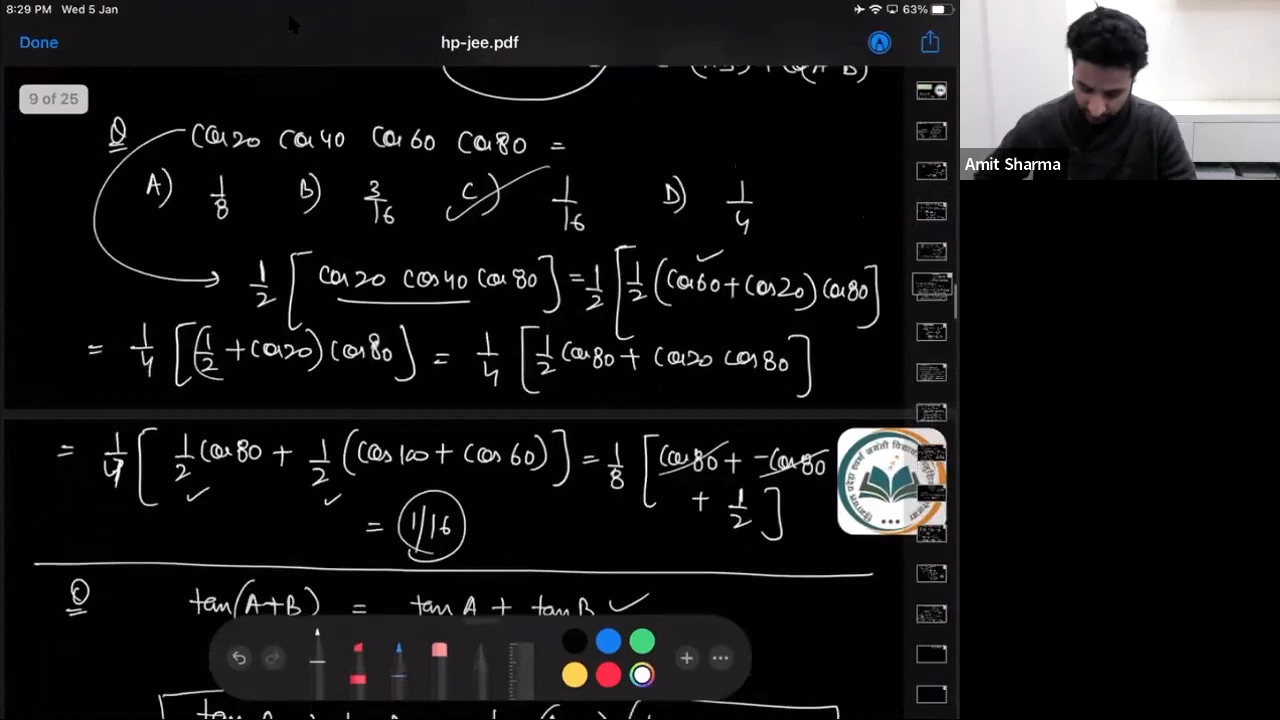 8:29 PM Wed 5 Jan
63%
Done
hp-jee.pdf
9 of 25
Amit Sharma
Q cos20 cos40 cos60 cos80 =
A) 1/8 B) 3/16 C) 1/16 D) 1/4
1/2 [cos20 cos40 cos80] = 1/2 [1/2 (cos60 + cos20) cos80]
= 1/4 [(1/2 + cos20) cos80] = 1/4 [1/2 cos80 + cos20 cos80]
= 1/4 [1/2 cos80 + 1/2 (cos100 + cos60)] = 1/8 [cos80 + -cos80
+ 1/2]
= 1/16
Q tan(A+B) = tanA + tanB